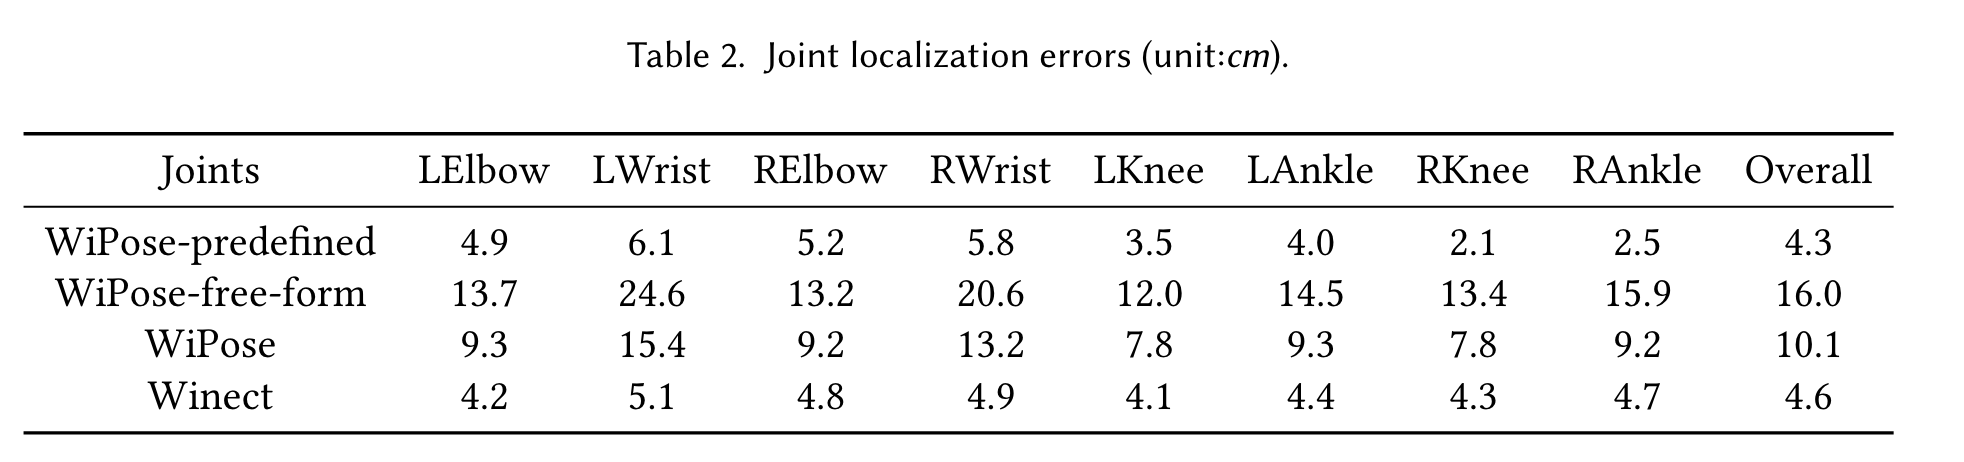 Table 2. Joint localization errors (unit:cm).
Joints LElbow LWrist RElbow RWrist LKnee LAnkle RKnee RAnkle Overall
WiPose-predefined 4.9 6.1 5.2 5.8 3.5 4.0 2.1 2.5 4.3
WiPose-free-form 13.7 24.6 13.2 20.6 12.0 14.5 13.4 15.9 16.0
WiPose 9.3 15.4 9.2 13.2 7.8 9.3 7.8 9.2 10.1
Winect 4.2 5.1 4.8 4.9 4.1 4.4 4.3 4.7 4.6